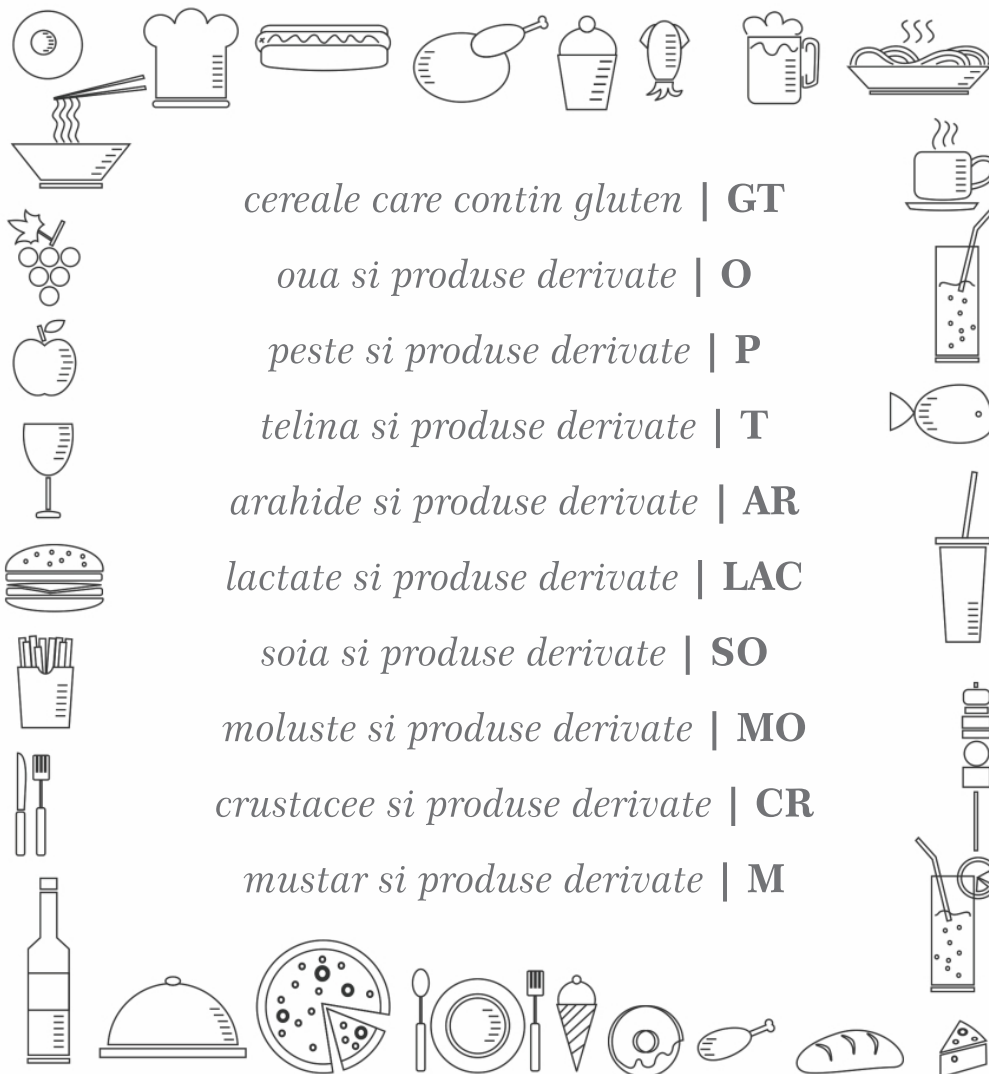 cereale care contin gluten | GT
oua si produse derivate | O
peste si produse derivate | P
telina si produse derivate | T
arahide si produse derivate | AR
lactate si produse derivate | LAC
soia si produse derivate | SO
moluste si produse derivate | MO
crustacee si produse derivate | CR
mustar si produse derivate | M